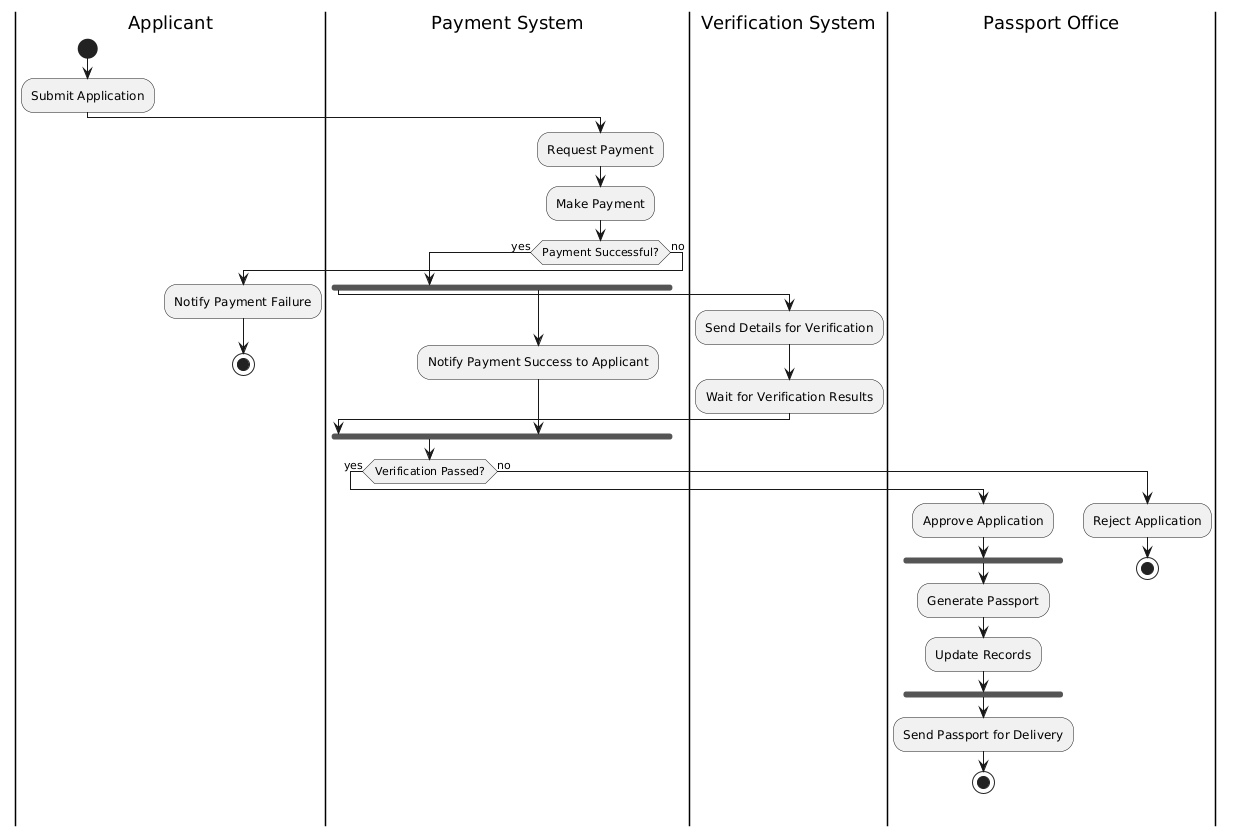 Applicant
Payment System
Verification System
Passport Office
Submit Application
Request Payment
Make Payment
yes
Payment Successful?
no
Notify Payment Failure
Send Details for Verification
Notify Payment Success to Applicant
Wait for Verification Results
yes
Verification Passed?
no
Approve Application
Reject Application
Generate Passport
Update Records
Send Passport for Delivery